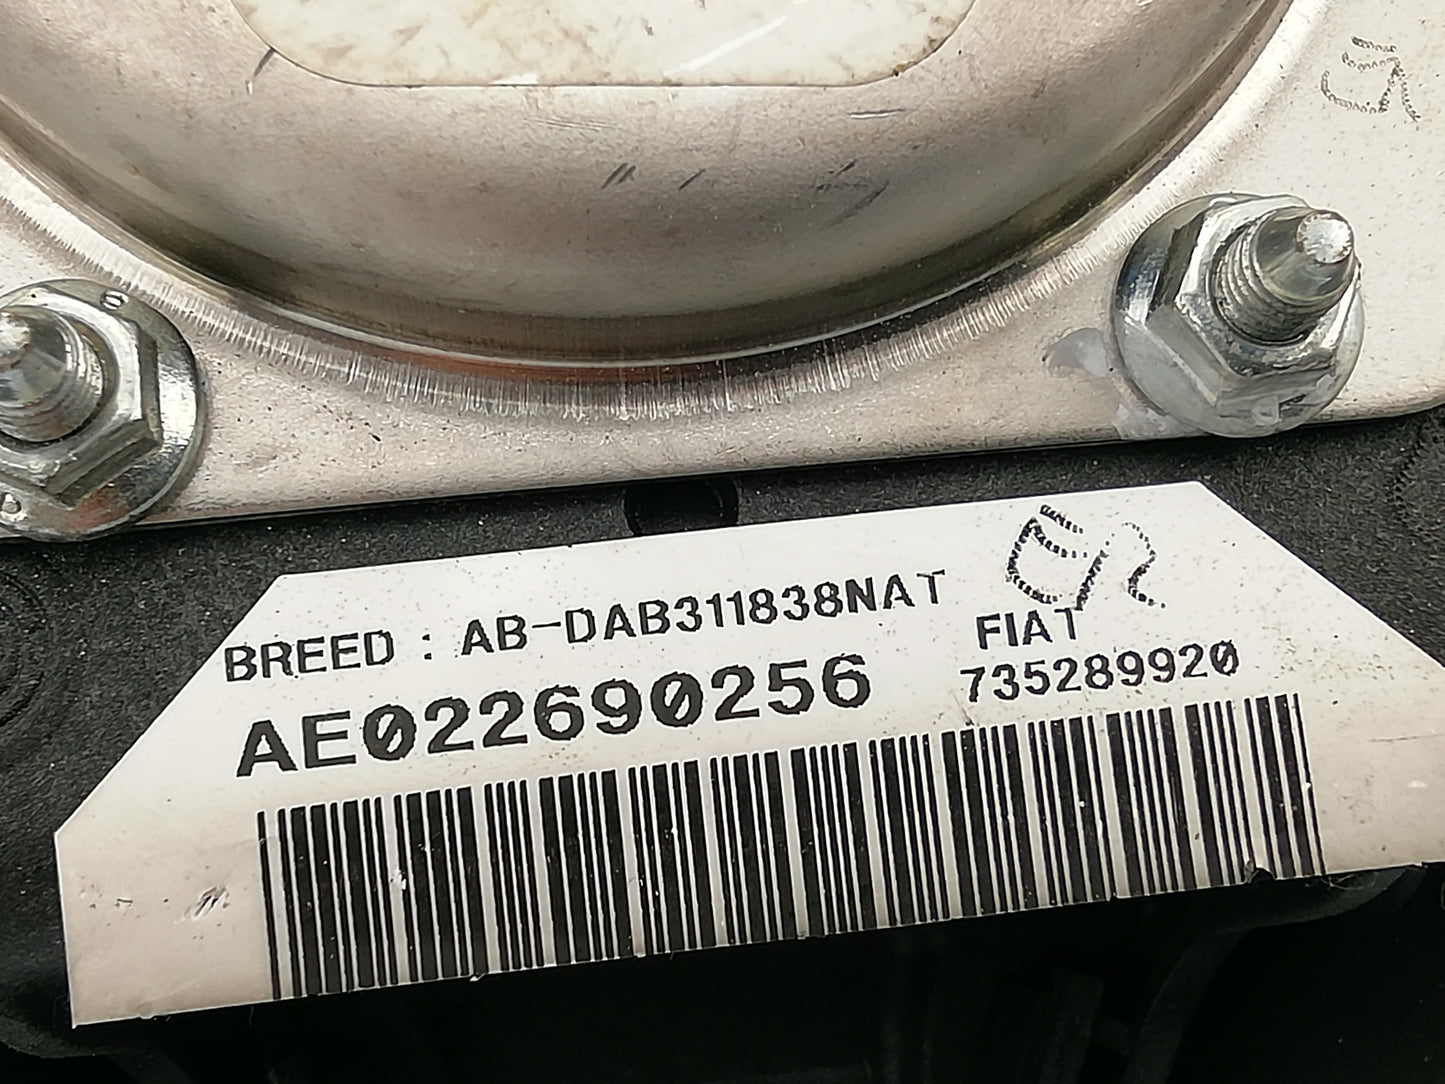 BREED : AB-DAB311838NAT
FIAT
AE022690256
735289920